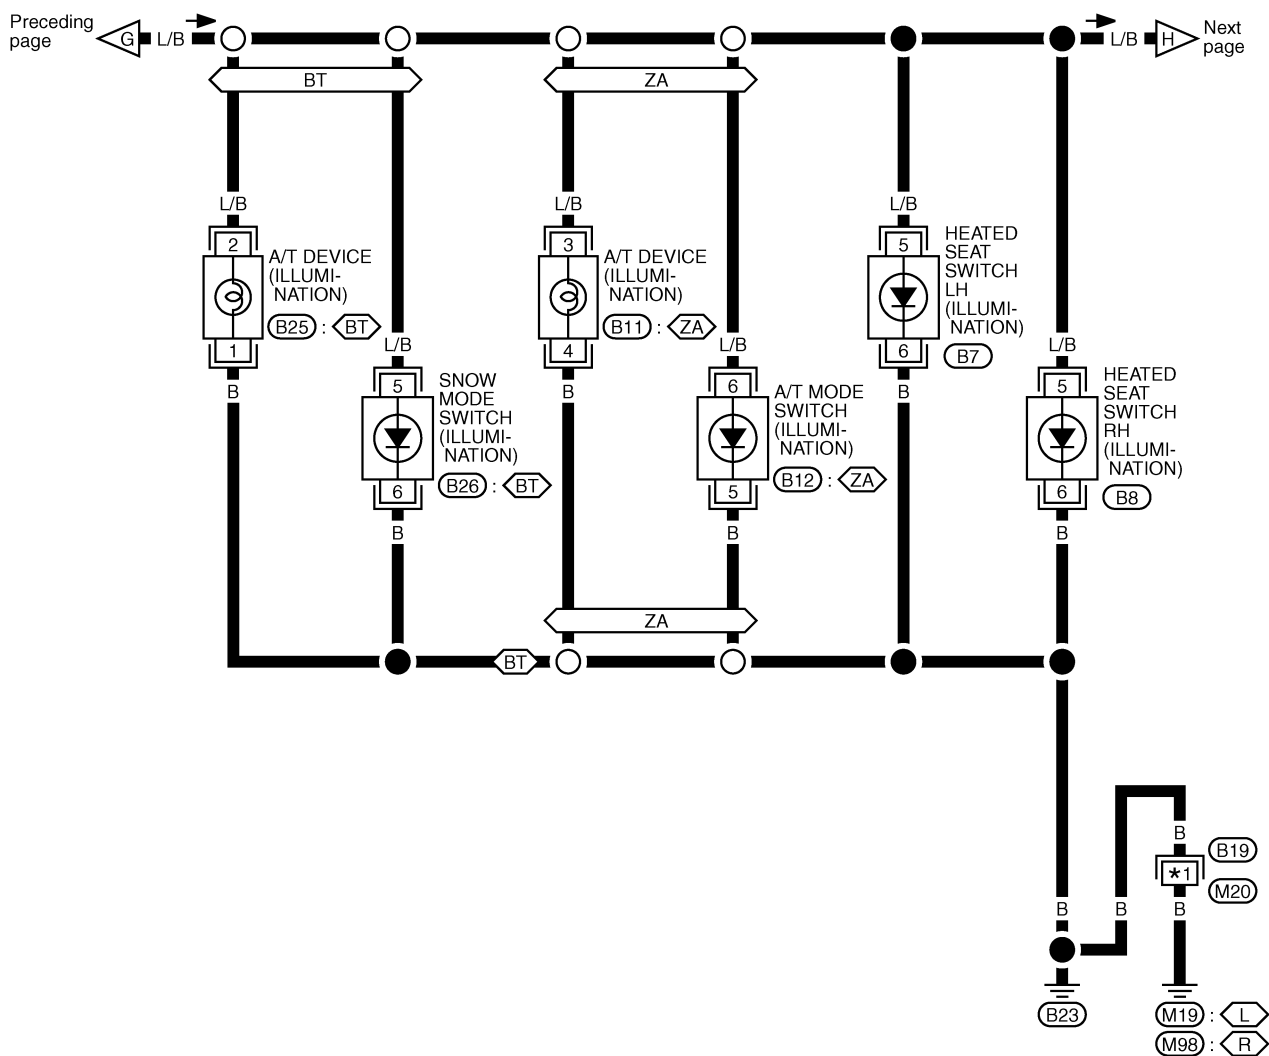 Preceding
page
G
L/B
L/B
H
Next
page
BT
ZA
L/B
L/B
L/B
2
A/T DEVICE
(ILLUMI-
NATION)
B25 : BT
1
B
3
A/T DEVICE
(ILLUMI-
NATION)
B11 : ZA
4
B
5
HEATED
SEAT
SWITCH
LH
(ILLUMI-
NATION)
B7
6
B
L/B
5
SNOW
MODE
SWITCH
(ILLUMI-
NATION)
B26 : BT
6
B
L/B
6
A/T MODE
SWITCH
(ILLUMI-
NATION)
B12 : ZA
5
B
L/B
5
HEATED
SEAT
SWITCH
RH
(ILLUMI-
NATION)
B8
6
B
ZA
BT
B
B19
*1
M20
B
B
B
B23
M19 : L
M98 : R